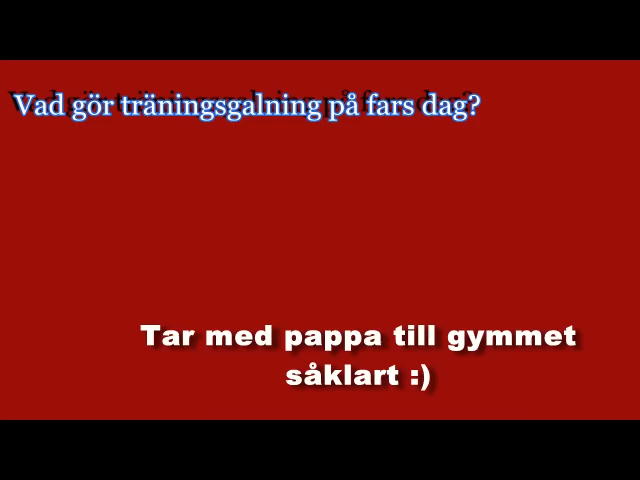 Vad gör träningsgalning på fars dag?
Tar med pappa till gymmet
såklart :)